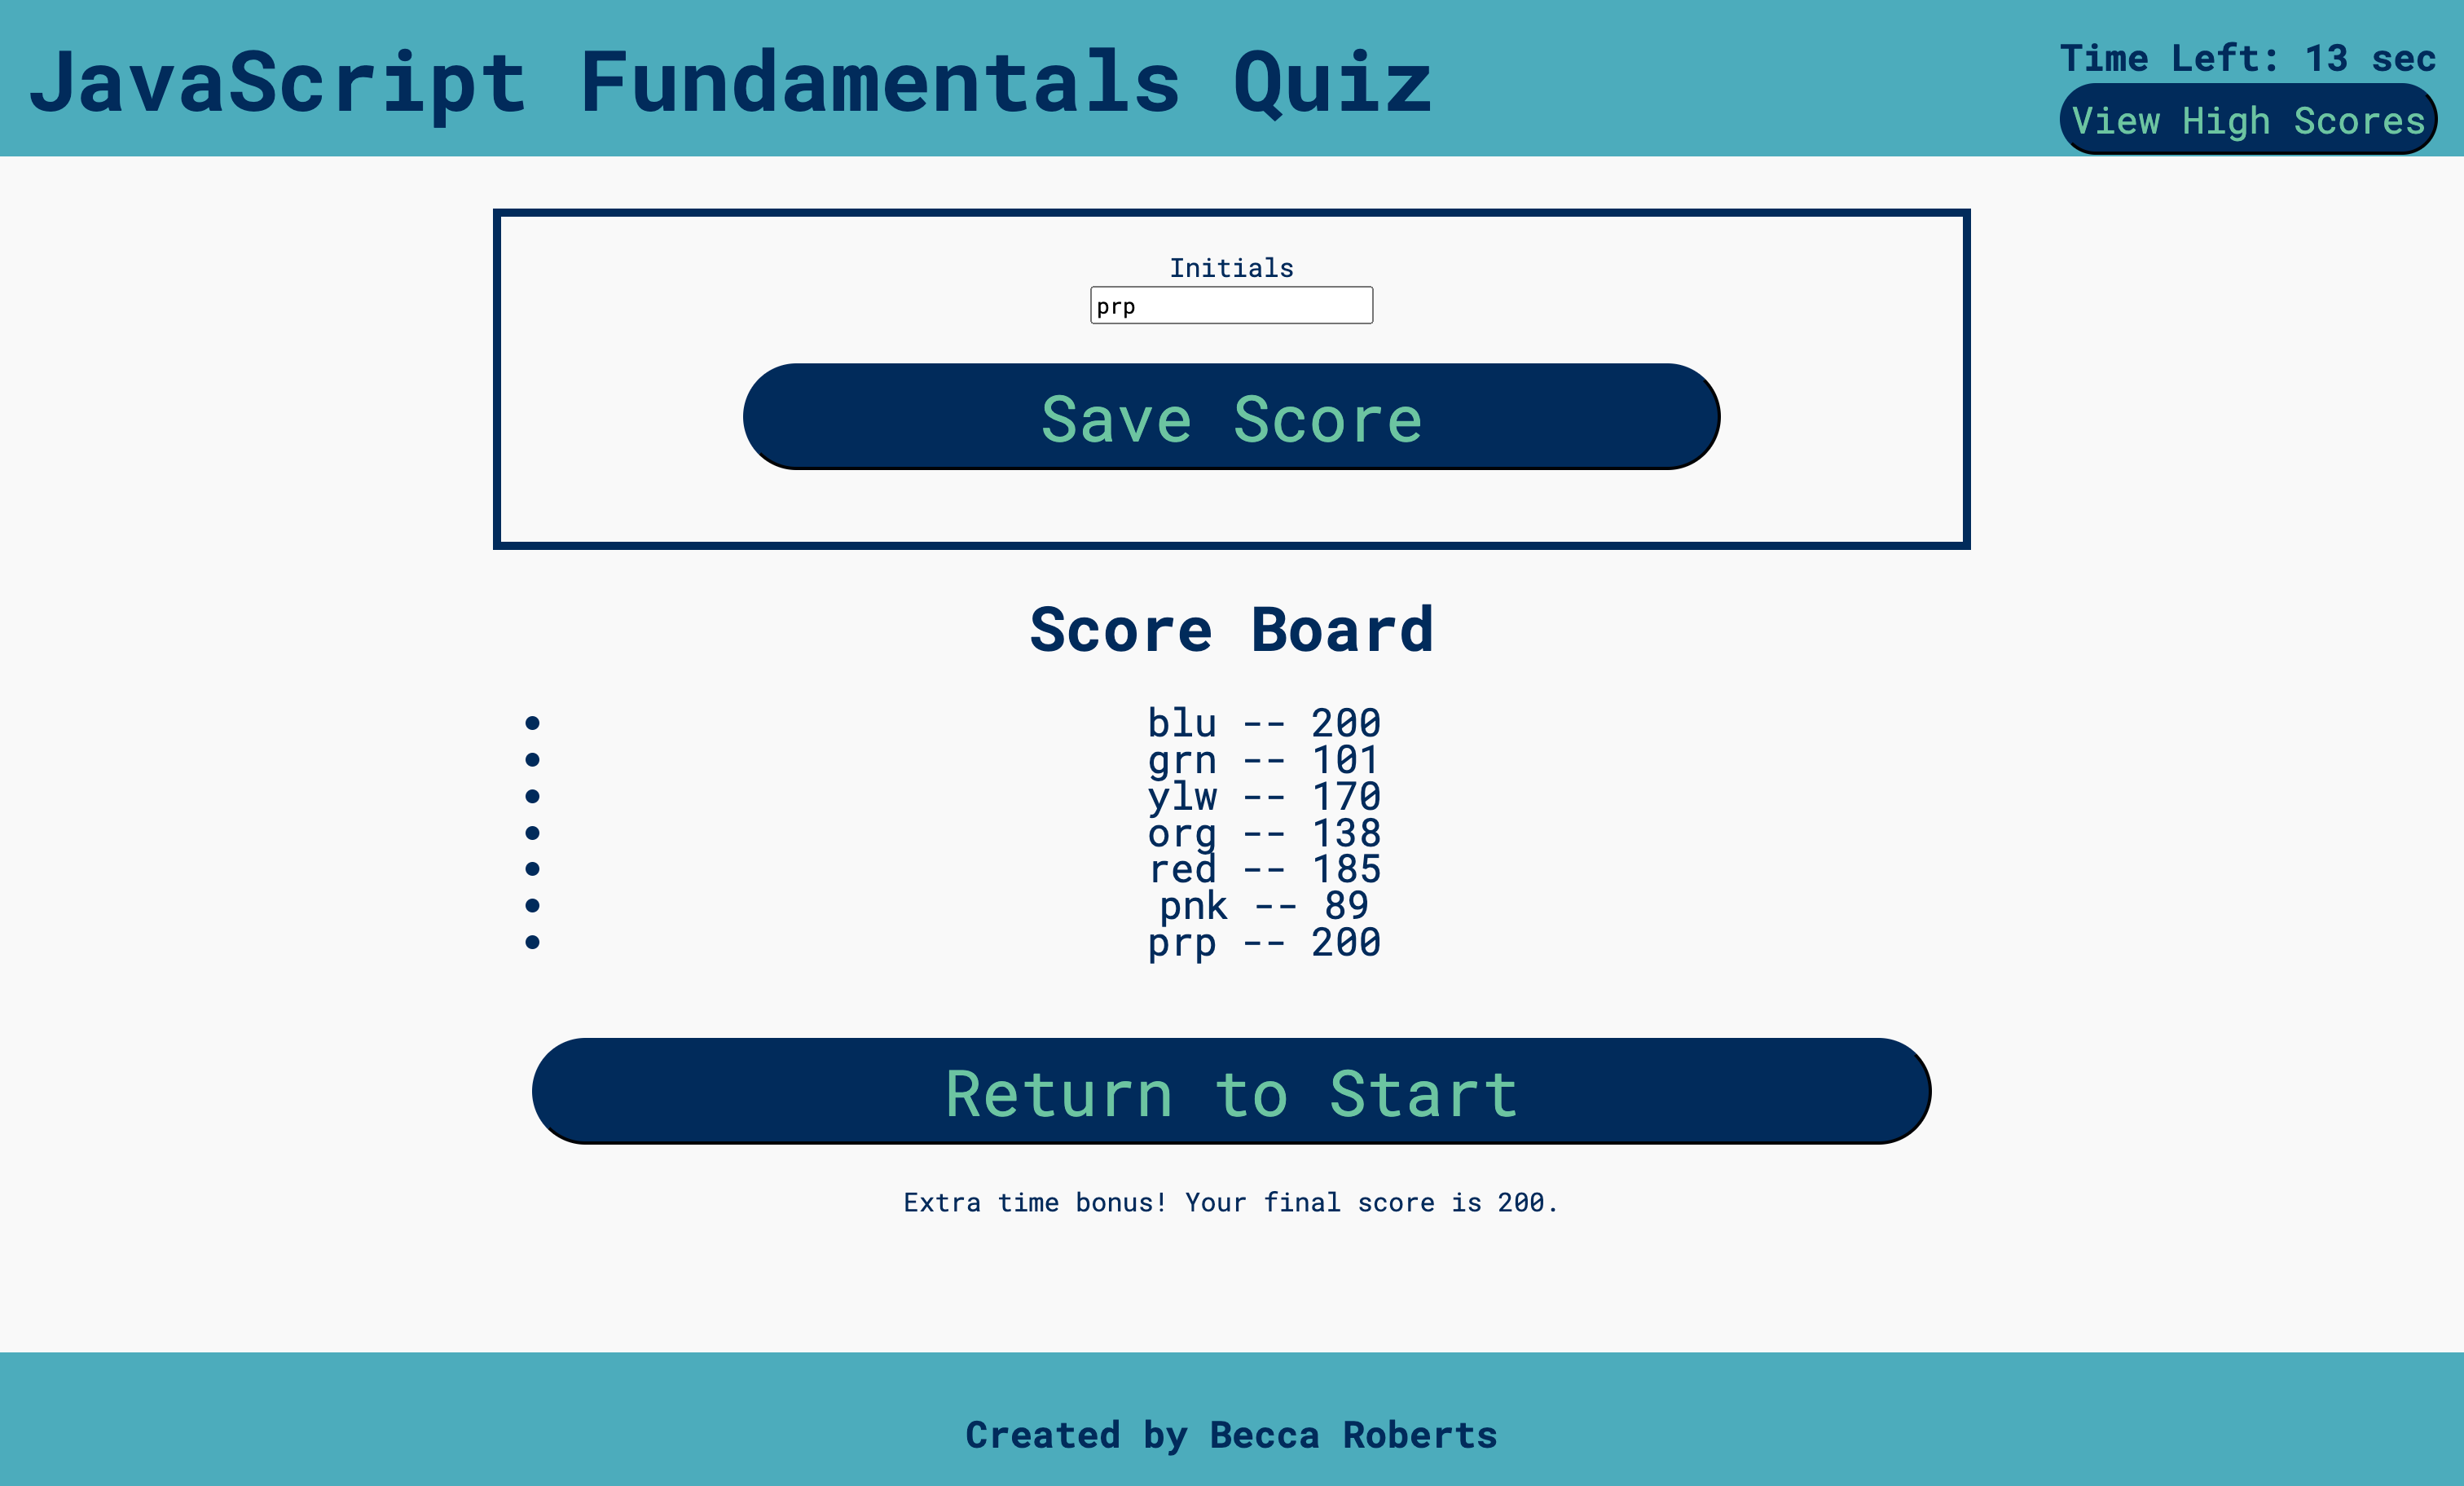 JavaScript Fundamentals Quiz
Time Left: 13 sec
View High Scores
Initials
prp
Save Score
Score Board
blu -- 200
grn -- 101
ylw -- 170
org -- 138
red -- 185
pnk -- 89
prp -- 200
Return to Start
Extra time bonus! Your final score is 200.
Created by Becca Roberts